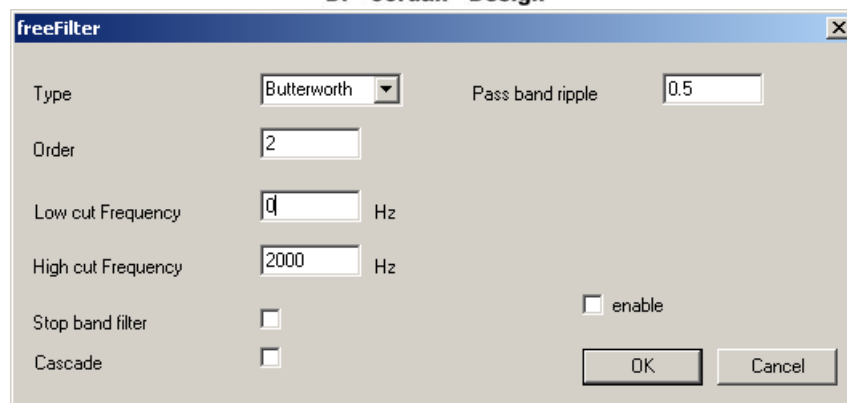 freeFilter
Type Butterworth Pass band ripple 0.5
Order 2
Low cut Frequency 0 Hz
High cut Frequency 2000 Hz
Stop band filter enable
Cascade OK Cancel